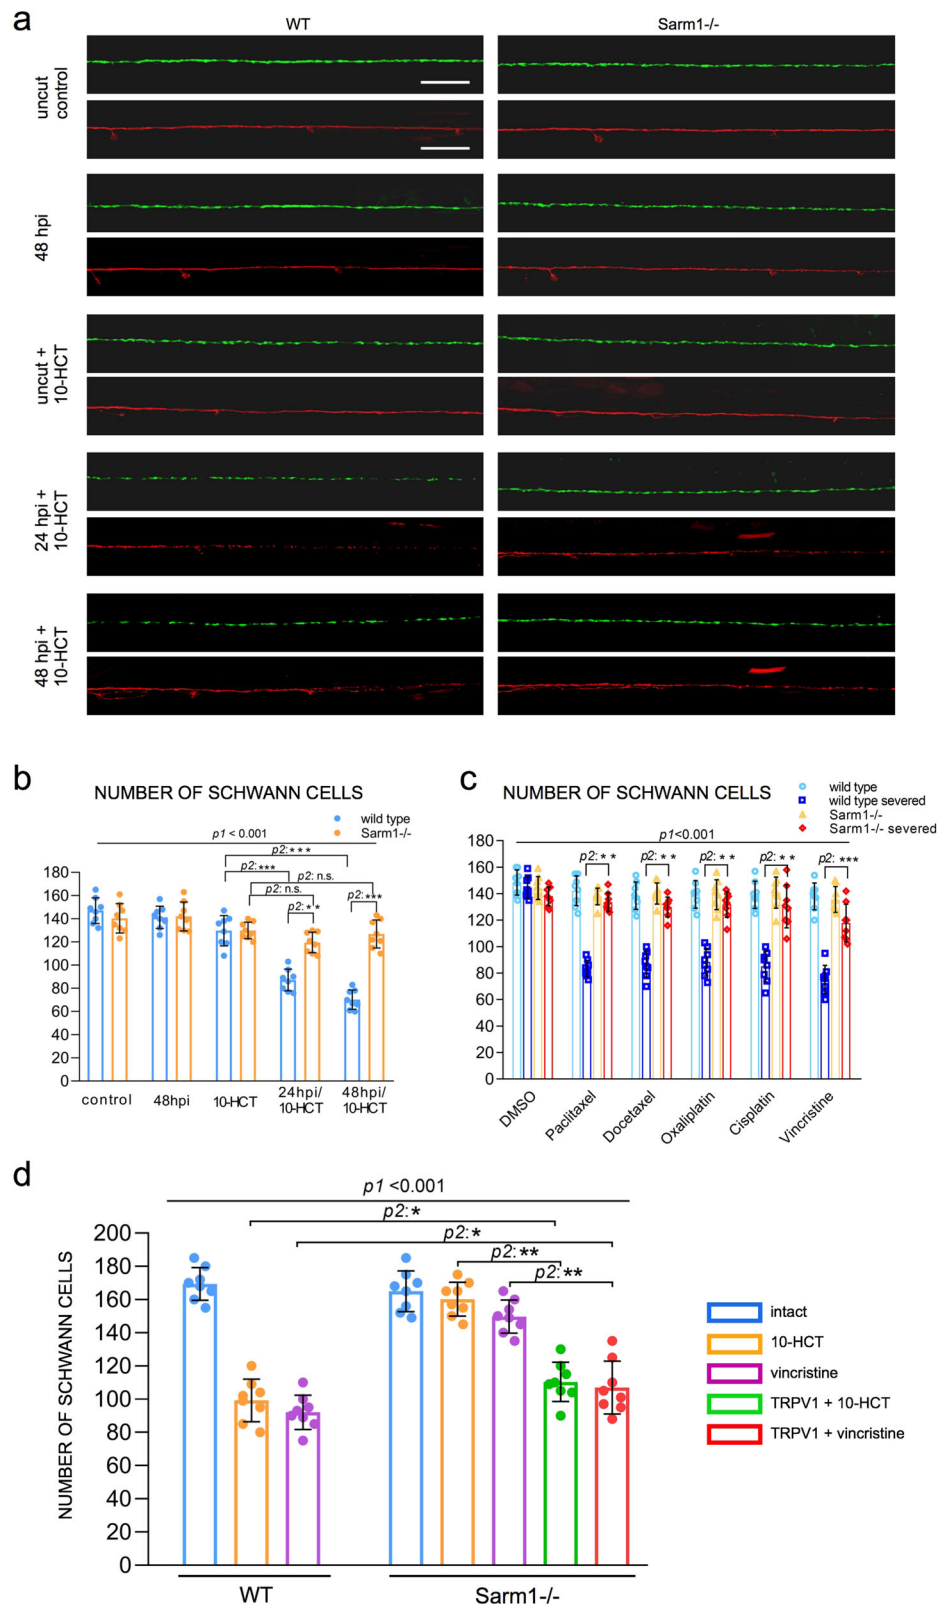 a
WT
Sarm1-/-
uncut
control
48 hpi
uncut +
10-HCT
24 hpi +
10-HCT
48 hpi +
10-HCT
b
NUMBER OF SCHWANN CELLS
wild type
Sarm1-/-
p1 < 0.001
p2: ***
p2: ***
p2: n.s.
p2: n.s.
p2: ***
p2: **
180
160
140
120
100
80
60
40
20
0
control
48hpi
10-HCT
24hpi/
10-HCT
48hpi/
10-HCT
c
NUMBER OF SCHWANN CELLS
wild type
wild type severed
Sarm1-/-
Sarm1-/- severed
p1<0.001
p2: **
p2: **
p2: **
p2: **
p2: ***
180
160
140
120
100
80
60
40
20
0
DMSO
Paclitaxel
Docetaxel
Oxaliplatin
Cisplatin
Vincristine
d
p1 <0.001
p2: *
p2: *
p2: **
p2: **
NUMBER OF SCHWANN CELLS
200
180
160
140
120
100
80
60
40
20
0
WT
Sarm1-/-
intact
10-HCT
vincristine
TRPV1 + 10-HCT
TRPV1 + vincristine